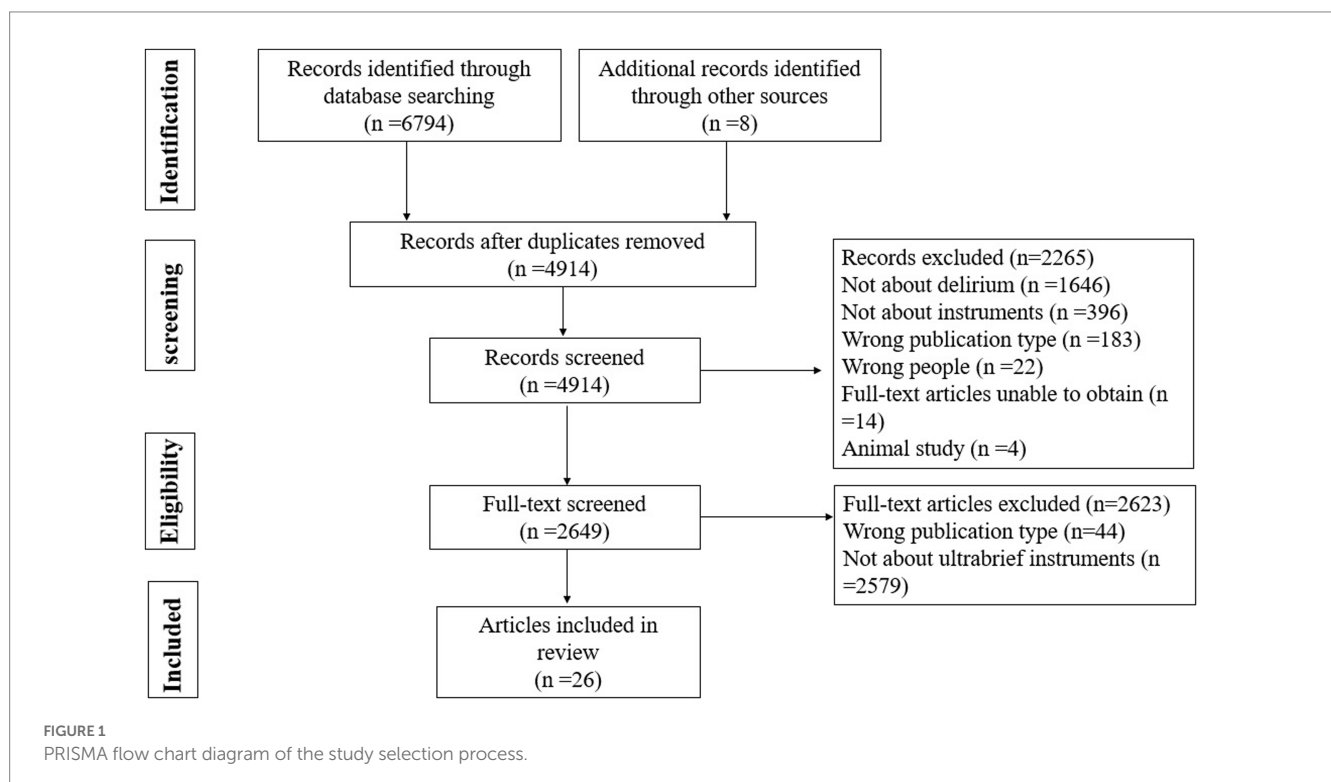 Identification
Records identified through
database searching
(n =6794)
Additional records identified
through other sources
(n =8)
screening
Records after duplicates removed
(n =4914)
Records screened
(n =4914)
Records excluded (n=2265)
Not about delirium (n =1646)
Not about instruments (n =396)
Wrong publication type (n =183)
Wrong people (n =22)
Full-text articles unable to obtain (n
=14)
Animal study (n =4)
Eligibility
Full-text screened
(n =2649)
Full-text articles excluded (n=2623)
Wrong publication type (n=44)
Not about ultrabrief instruments (n
=2579)
Included
Articles included in
review
(n =26)
FIGURE 1
PRISMA flow chart diagram of the study selection process.